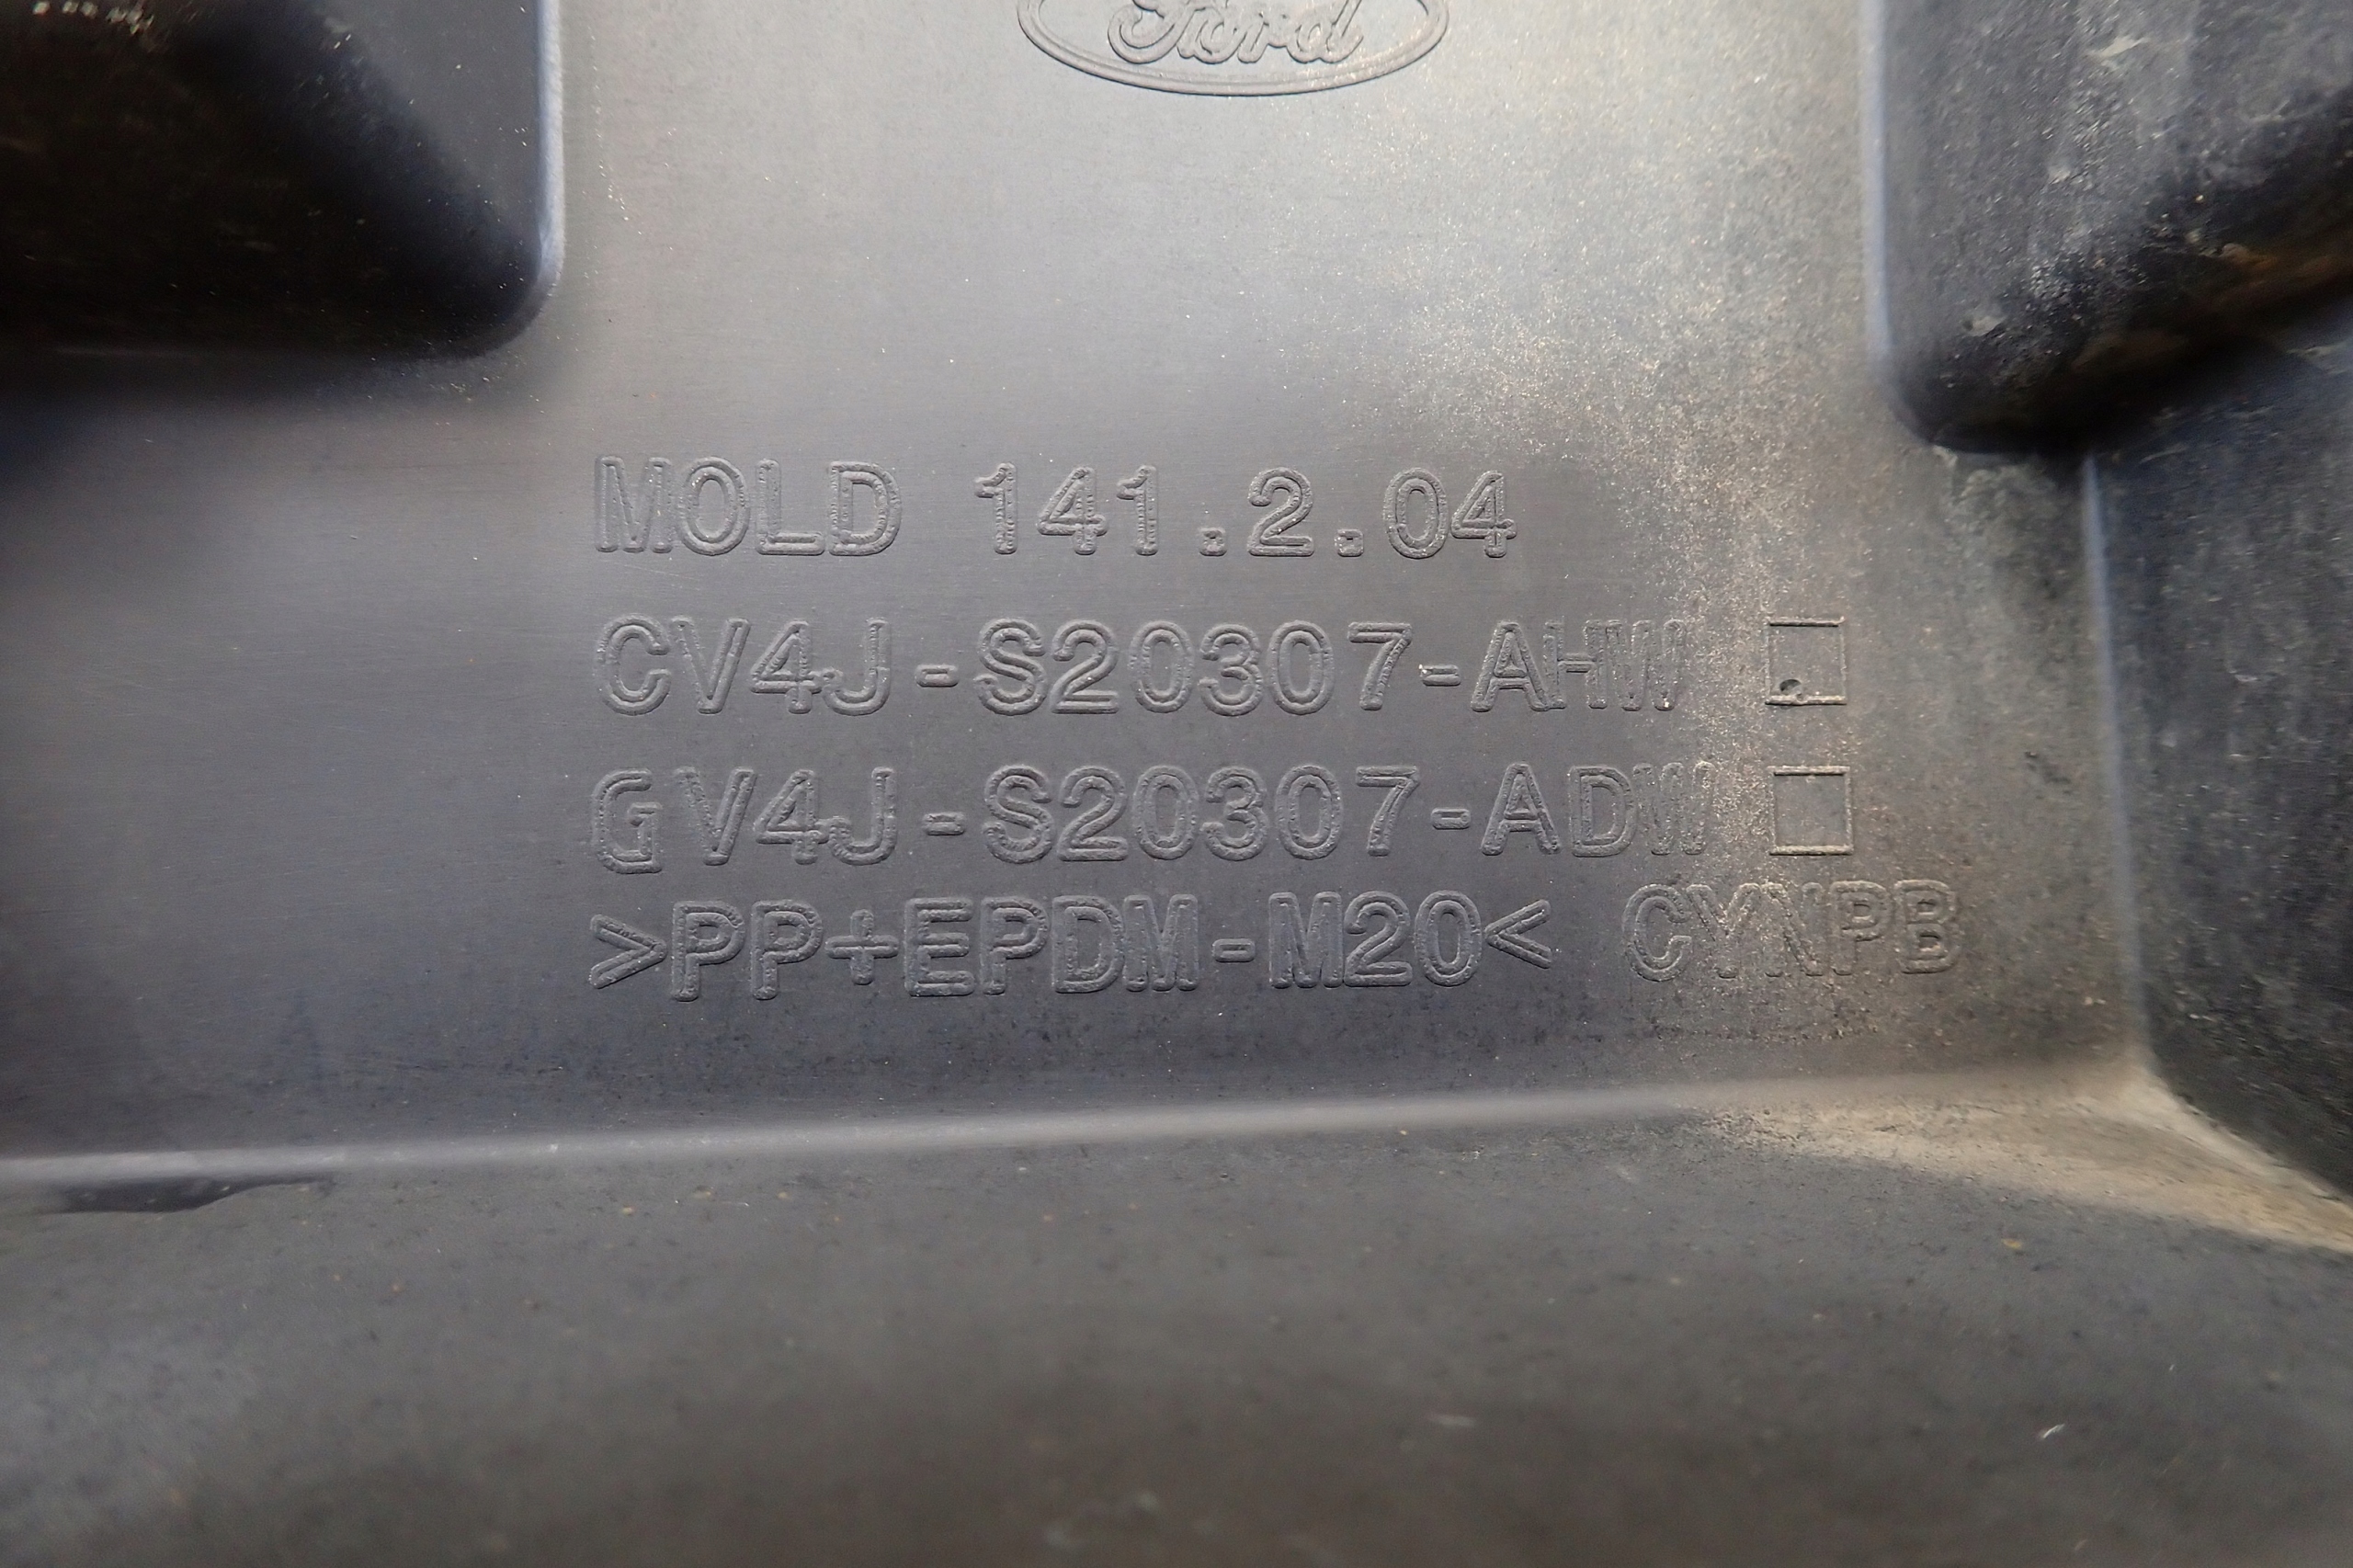 Ford
MOLD 141.2.04
CV4J-S20307-AHW
GV4J-S20307-ADW
>PP+EPDM-M20< CYNPB